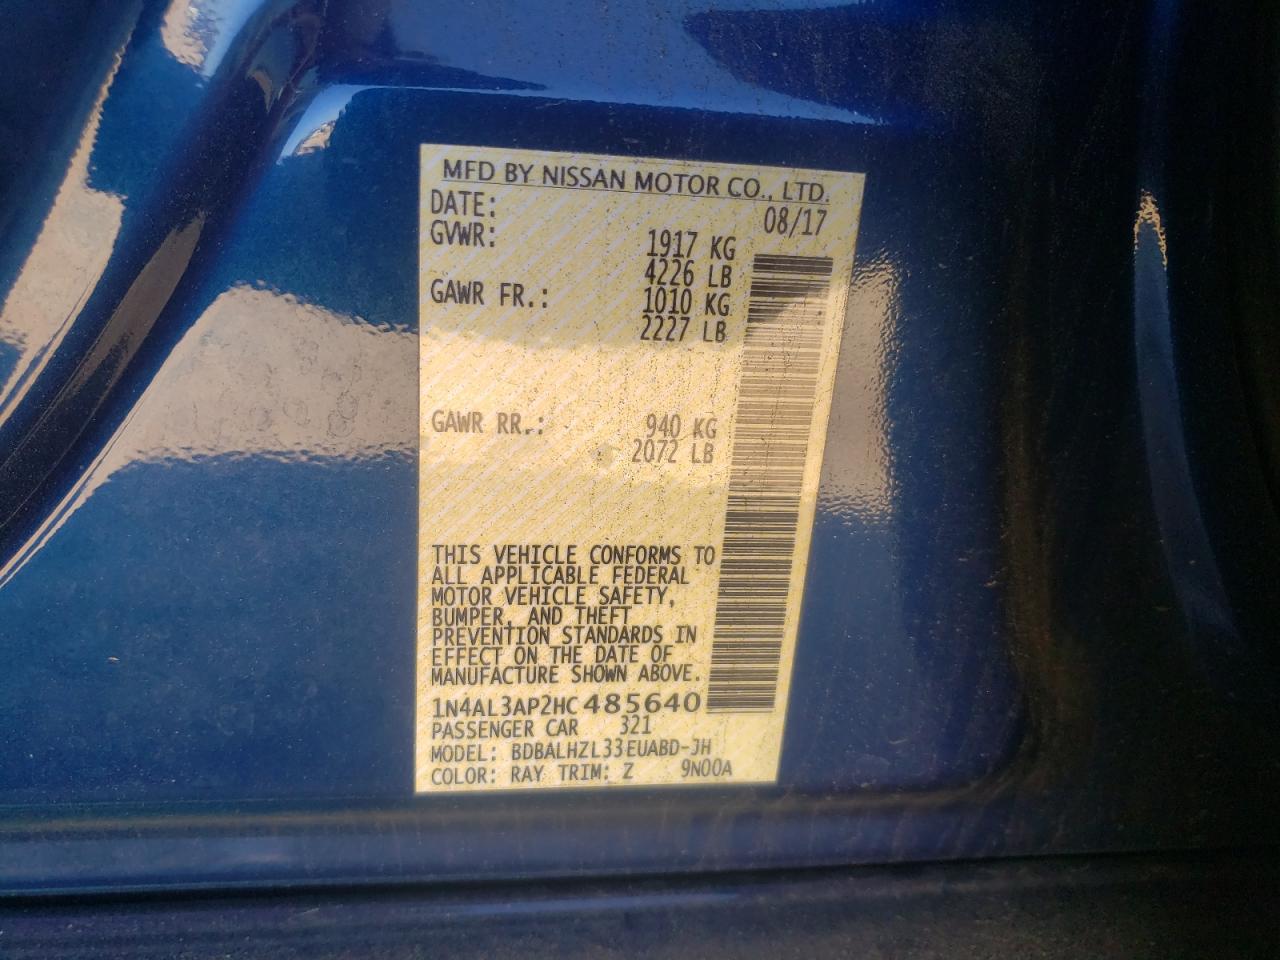 MFD BY NISSAN MOTOR CO., LTD.
DATE: 08/17
GVWR: 1917 KG
4226 LB
GAWR FR.: 1010 KG
2227 LB
GAWR RR.: 940 KG
2072 LB
THIS VEHICLE CONFORMS TO
ALL APPLICABLE FEDERAL
MOTOR VEHICLE SAFETY,
BUMPER, AND THEFT
PREVENTION STANDARDS IN
EFFECT ON THE DATE OF
MANUFACTURE SHOWN ABOVE.
1N4AL3AP2HC485640
PASSENGER CAR 321
MODEL: BDBALHZL33EUABD-JH
COLOR: RAY TRIM: Z 9N00A